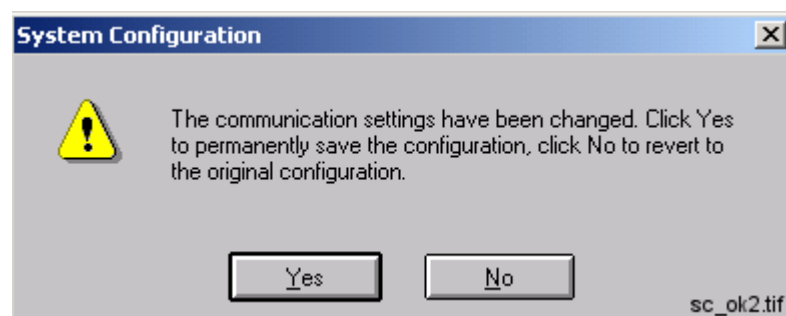 System Configuration
The communication settings have been changed. Click Yes
to permanently save the configuration, click No to revert to
the original configuration.
Yes
No
sc_ok2.tif